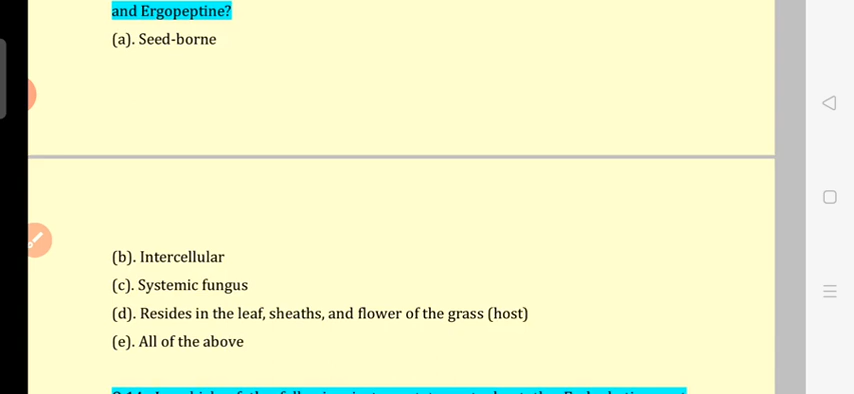 and Ergopeptine?
(a). Seed-borne
(b). Intercellular
(c). Systemic fungus
(d). Resides in the leaf, sheaths, and flower of the grass (host)
(e). All of the above